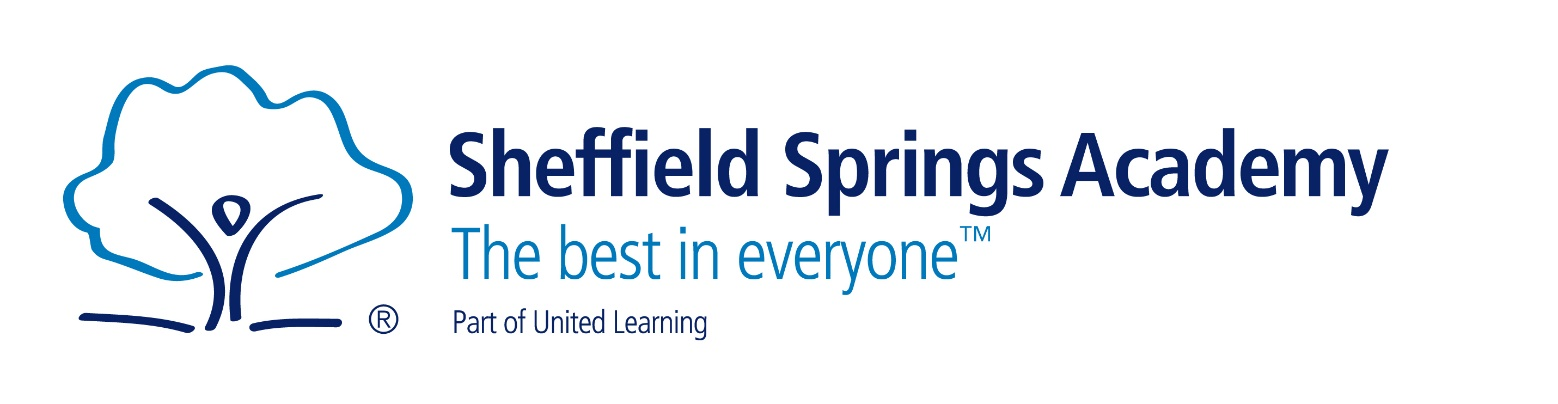 Sheffield Springs Academy
The best in everyone™
Part of United Learning
®